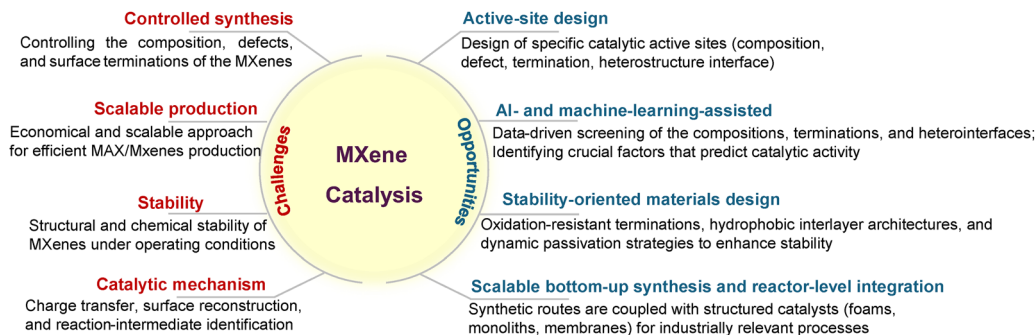 Controlled synthesis
Controlling the composition, defects,
and surface terminations of the MXenes
Scalable production
Economical and scalable approach
for efficient MAX/Mxenes production
Stability
Structural and chemical stability of
MXenes under operating conditions
Catalytic mechanism
Charge transfer, surface reconstruction,
and reaction-intermediate identification
Challenges
MXene
Catalysis
Opportunities
Active-site design
Design of specific catalytic active sites (composition,
defect, termination, heterostructure interface)
AI- and machine-learning-assisted
Data-driven screening of the compositions, terminations, and heterointerfaces;
Identifying crucial factors that predict catalytic activity
Stability-oriented materials design
Oxidation-resistant terminations, hydrophobic interlayer architectures, and
dynamic passivation strategies to enhance stability
Scalable bottom-up synthesis and reactor-level integration
Synthetic routes are coupled with structured catalysts (foams,
monoliths, membranes) for industrially relevant processes